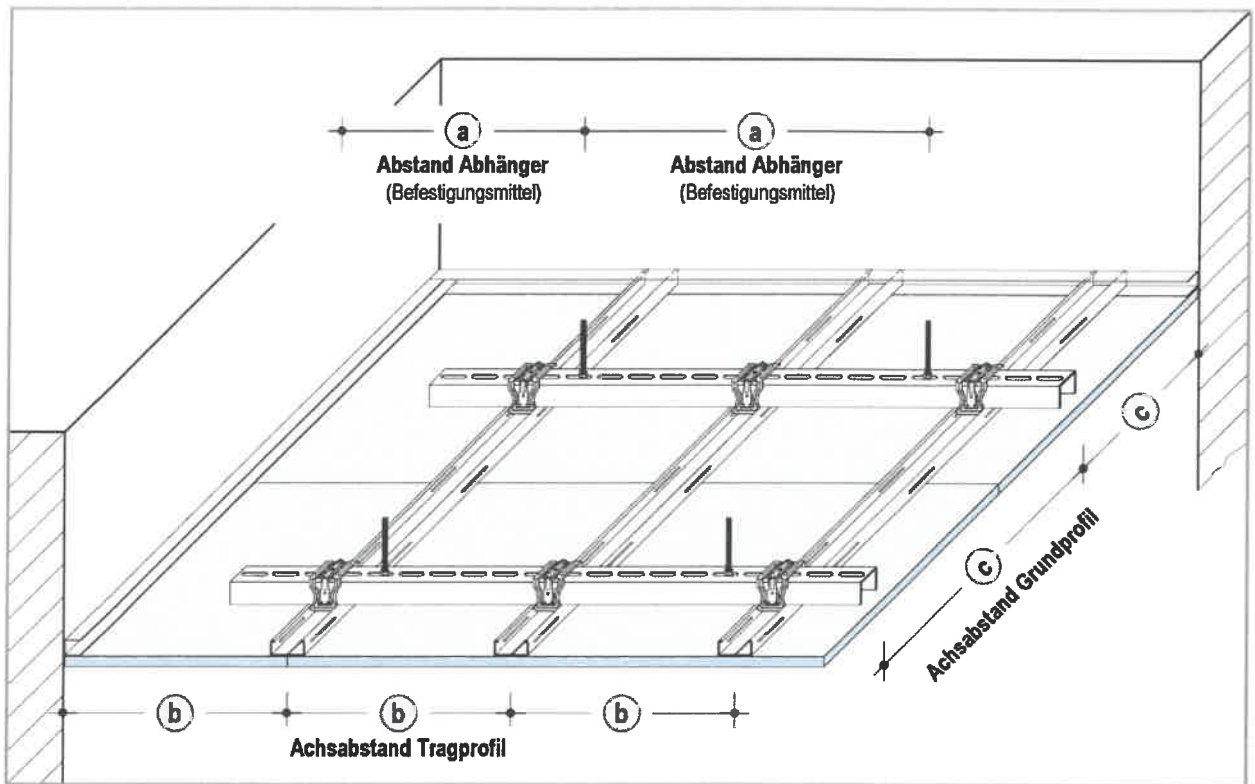 a
a
Abstand Abhänger
(Befestigungsmittel)
Abstand Abhänger
(Befestigungsmittel)
c
c
Achsabstand Grundprofil
b
b
b
Achsabstand Tragprofil